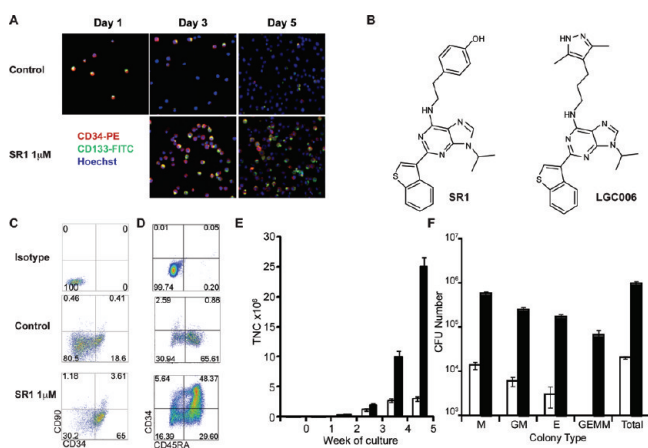 A
Day 1
Day 3
Day 5
Control
SR1 1µM
CD34-PE
CD133-FITC
Hoechst
B
OH
HN
N
N
N
N
S
SR1
HN
N
HN
N
N
N
N
S
LGC006
C
D
Isotype
0
0
100
0
0.01
0.05
99.74
0.20
Control
0.46
0.41
80.5
18.6
2.59
0.86
30.94
65.61
SR1 1µM
1.18
3.61
30.2
65
5.64
48.37
16.39
29.60
CD90
CD34
CD34
CD45RA
E
TNC x10⁶
30
25
20
15
10
5
0
0
1
2
3
4
5
Week of culture
F
CFU Number
10⁶
10⁵
10⁴
10³
M
GM
E
GEMM
Total
Colony Type